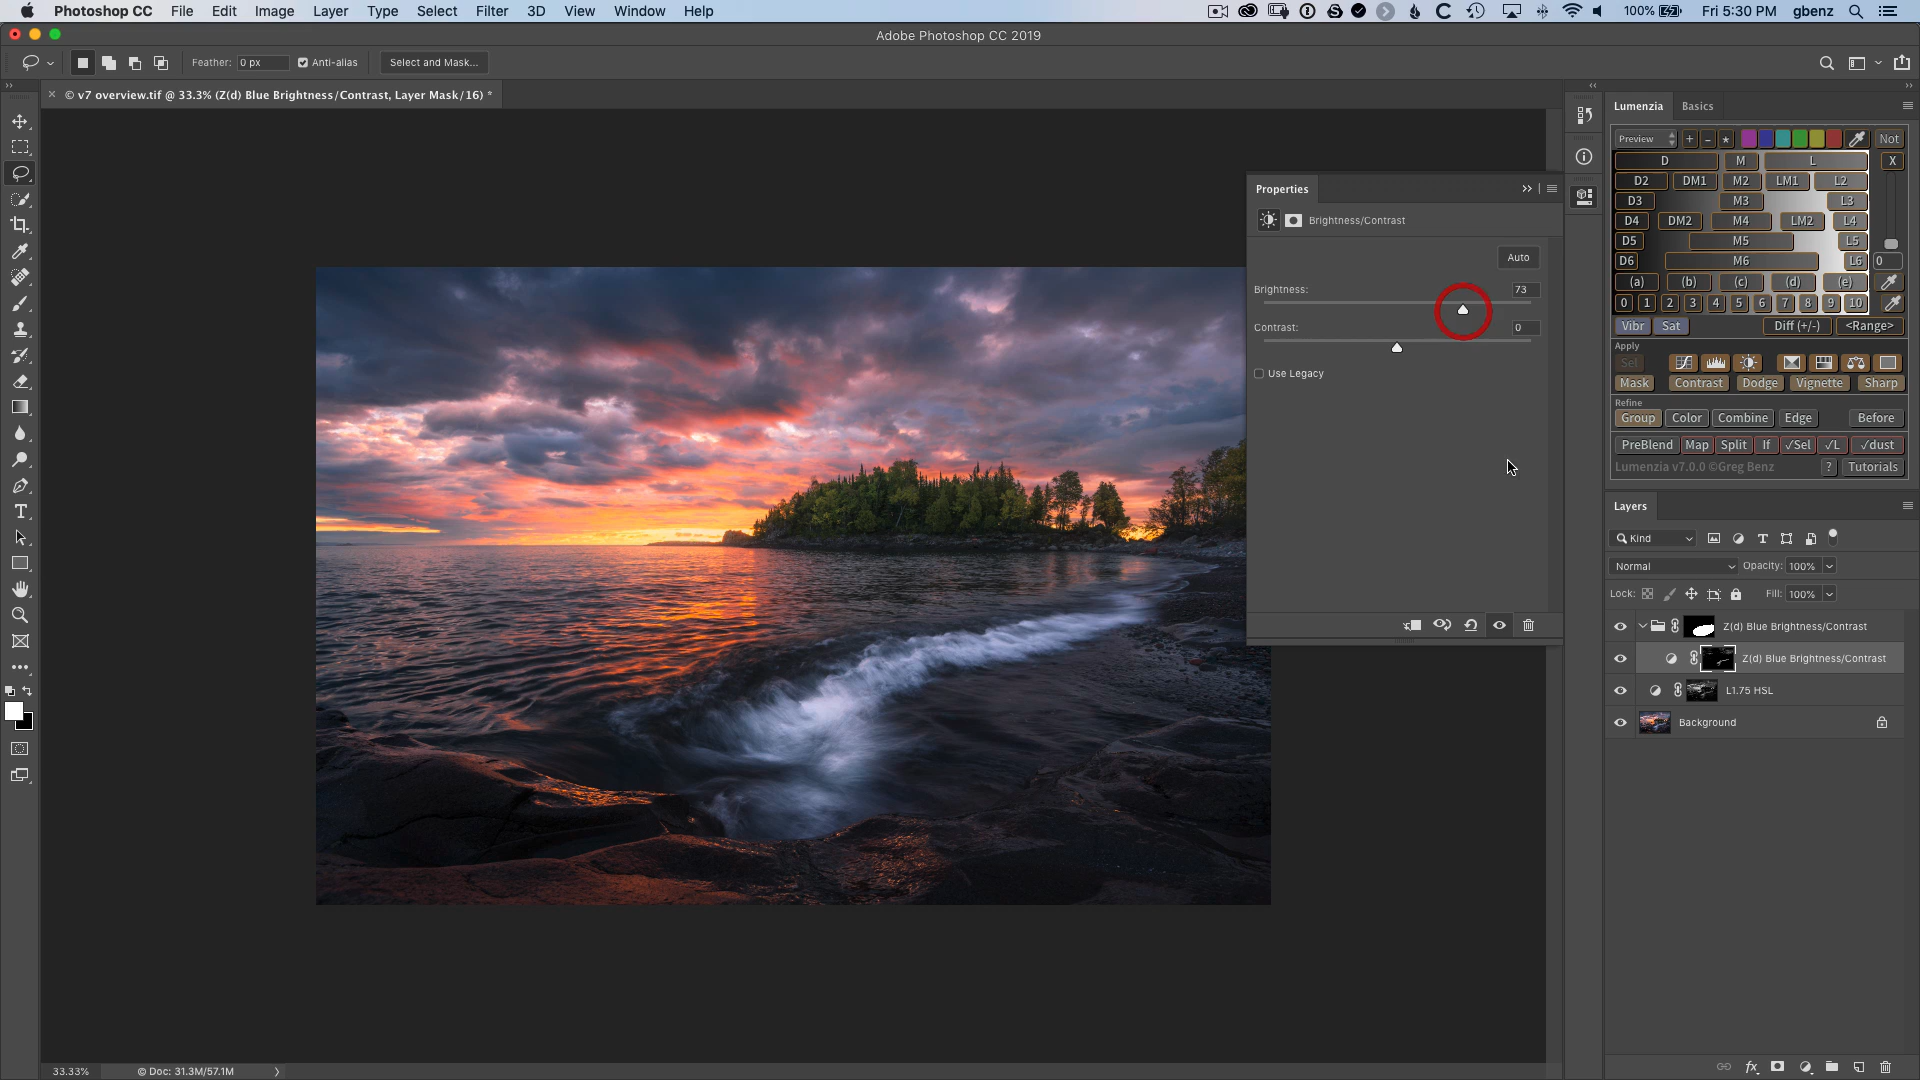 Photoshop CC File Edit Image Layer Type Select Filter 3D View Window Help 100% Fri 5:30 PM gbenz
Adobe Photoshop CC 2019
Feather: 0 px Anti-alias Select and Mask...
© v7 overview.tif @ 33.3% (Z(d) Blue Brightness/Contrast, Layer Mask/16) *
Lumenzia Basics
Preview + - * Not
D M L X
D2 DM1 M2 LM1 L2
D3 M3 L3
D4 DM2 M4 LM2 L4
D5 M5 L5
D6 M6 L6 0
(a) (b) (c) (d) (e)
0 1 2 3 4 5 6 7 8 9 10
Vibr Sat Diff (+/-) <Range>
Apply
Sel
Mask Contrast Dodge Vignette Sharp
Refine
Group Color Combine Edge Before
PreBlend Map Split If ✓Sel ✓L ✓dust
Lumenzia v7.0.0 ©Greg Benz ? Tutorials
Properties
Brightness/Contrast
Auto
Brightness: 73
Contrast: 0
Use Legacy
Layers
Kind
Normal Opacity: 100%
Lock: Fill: 100%
Z(d) Blue Brightness/Contrast
Z(d) Blue Brightness/Contrast
L1.75 HSL
Background
33.33% © Doc: 31.3M/57.1M